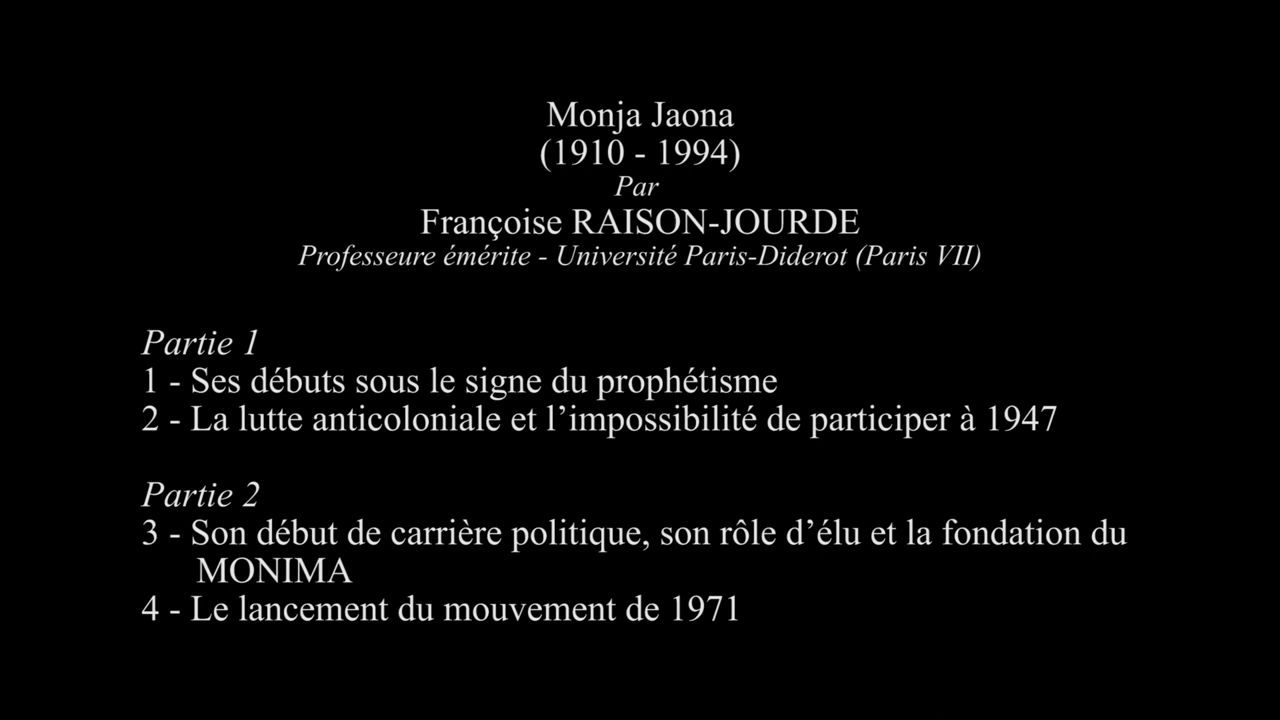 Monja Jaona
(1910 - 1994)
Par
Françoise RAISON-JOURDE
Professeure émérite - Université Paris-Diderot (Paris VII)
Partie 1
1 - Ses débuts sous le signe du prophétisme
2 - La lutte anticoloniale et l’impossibilité de participer à 1947
Partie 2
3 - Son début de carrière politique, son rôle d’élu et la fondation du
MONIMA
4 - Le lancement du mouvement de 1971